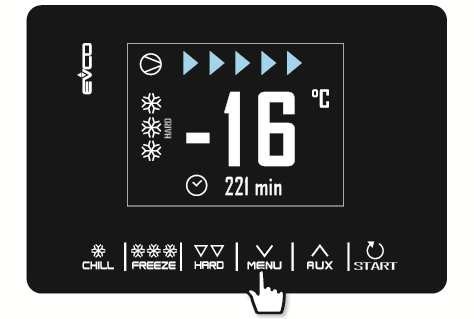 EVCO
HARD
-16 °C
221 min
CHILL FREEZE HARD MENU AUX START